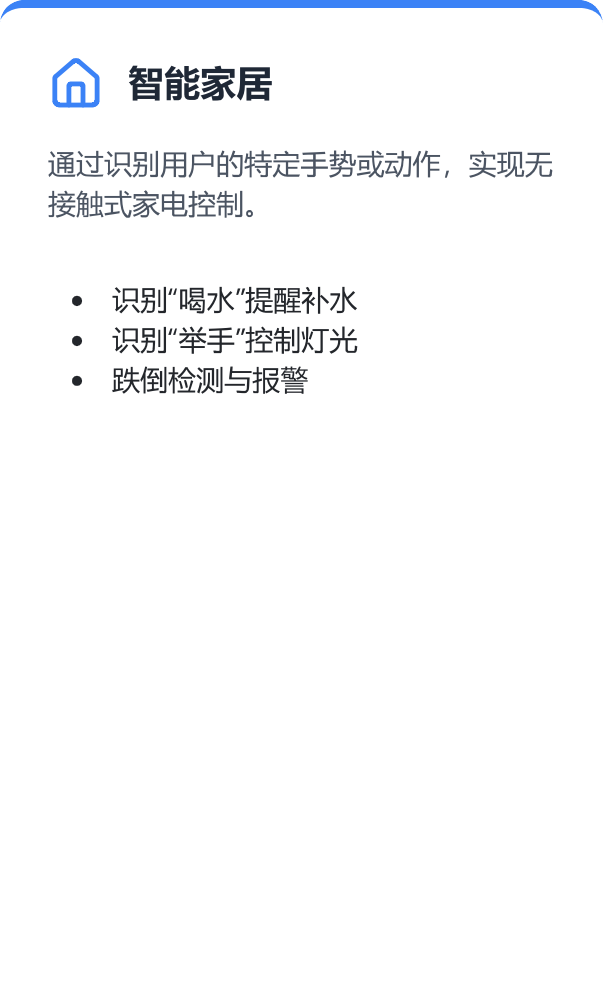 智能家居
通过识别用户的特定手势或动作，实现无
接触式家电控制。
• 识别“喝水”提醒补水
• 识别“举手”控制灯光
• 跌倒检测与报警